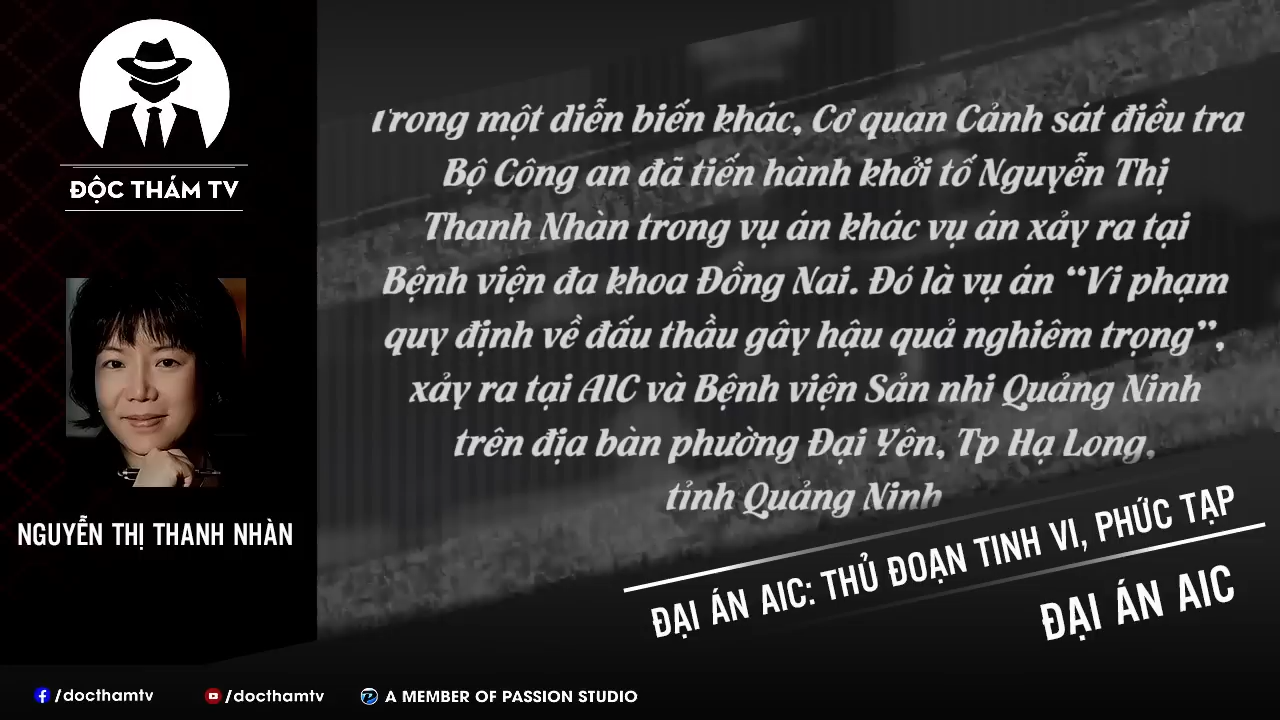 ĐỘC THÁM TV
NGUYỄN THỊ THANH NHÀN
Trong một diễn biến khác, Cơ quan Cảnh sát điều tra
Bộ Công an đã tiến hành khởi tố Nguyễn Thị
Thanh Nhàn trong vụ án khác vụ án xảy ra tại
Bệnh viện đa khoa Đồng Nai. Đó là vụ án “Vi phạm
quy định về đấu thầu gây hậu quả nghiêm trọng”,
xảy ra tại AIC và Bệnh viện Sản nhi Quảng Ninh
trên địa bàn phường Đại Yên, Tp Hạ Long,
tỉnh Quảng Ninh
ĐẠI ÁN AIC: THỦ ĐOẠN TINH VI, PHỨC TẠP
ĐẠI ÁN AIC
/docthamtv
/docthamtv
A MEMBER OF PASSION STUDIO